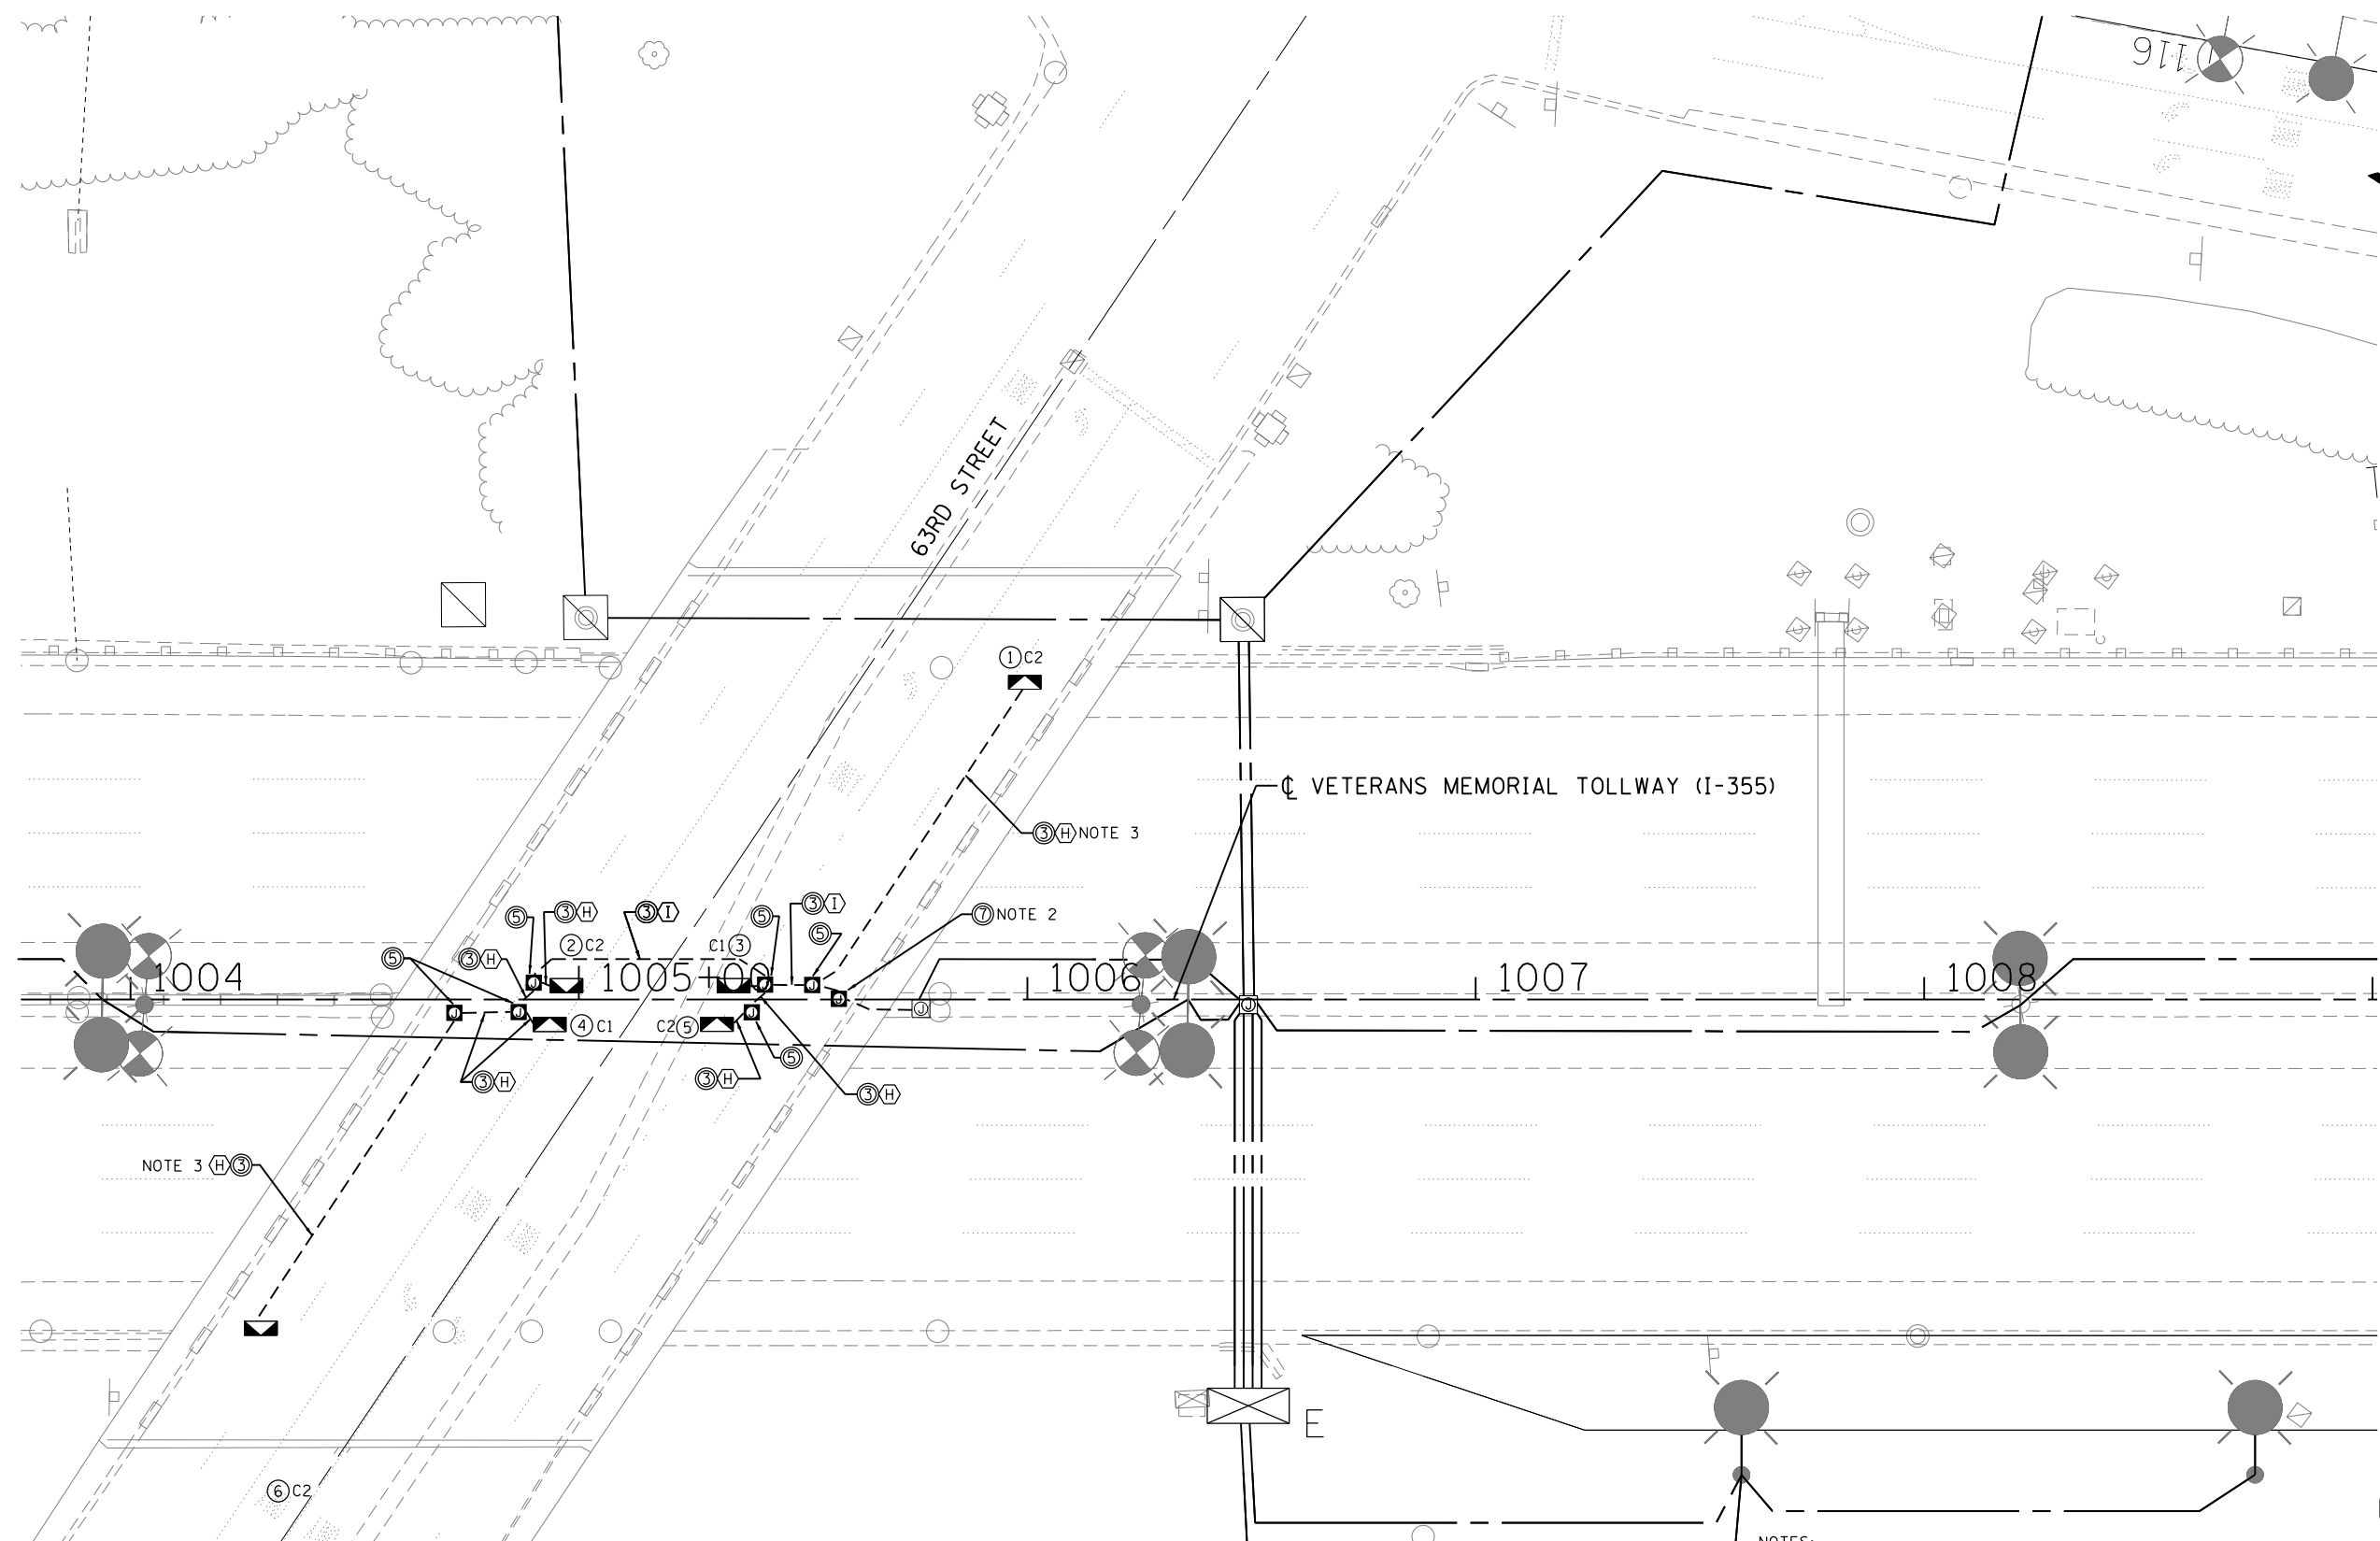 116
63RD STREET
1 C2
℄ VETERANS MEMORIAL TOLLWAY (I-355)
3 H NOTE 3
3 I
5
3 H
3 I
5
7 NOTE 2
2 C2
C1 3
5
5
3 H
1004
1005
1006
1007
1008
J
J
J
J
J
J
J
J
J
4 C1
C2 5
5
3 H
3 H
3 H
NOTE 3 H 3
E
6 C2
NOTES: